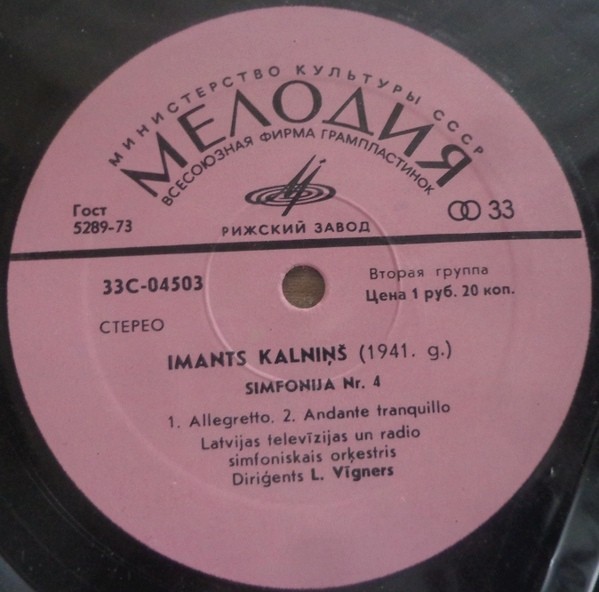 МИНИСТЕРСТВО КУЛЬТУРЫ СССР
МЕЛОДИЯ
ВСЕСОЮЗНАЯ ФИРМА ГРАМПЛАСТИНОК
Гост
5289-73
33
РИЖСКИЙ ЗАВОД
33С-04503
Вторая группа
Цена 1 руб. 20 коп.
СТЕРЕО
IMANTS KALNIŅŠ (1941. g.)
SIMFONIJA Nr. 4
1. Allegretto. 2. Andante tranquillo
Latvijas televīzijas un radio
simfoniskais orķestris
Diriģents L. Vīgners